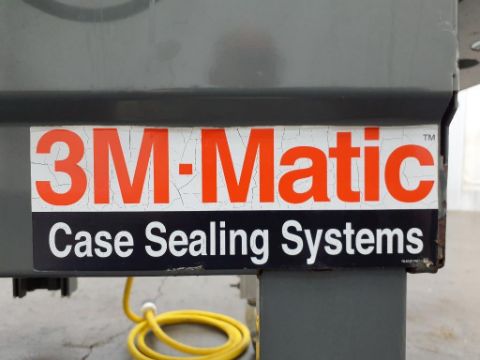 3M·Matic™
Case Sealing Systems